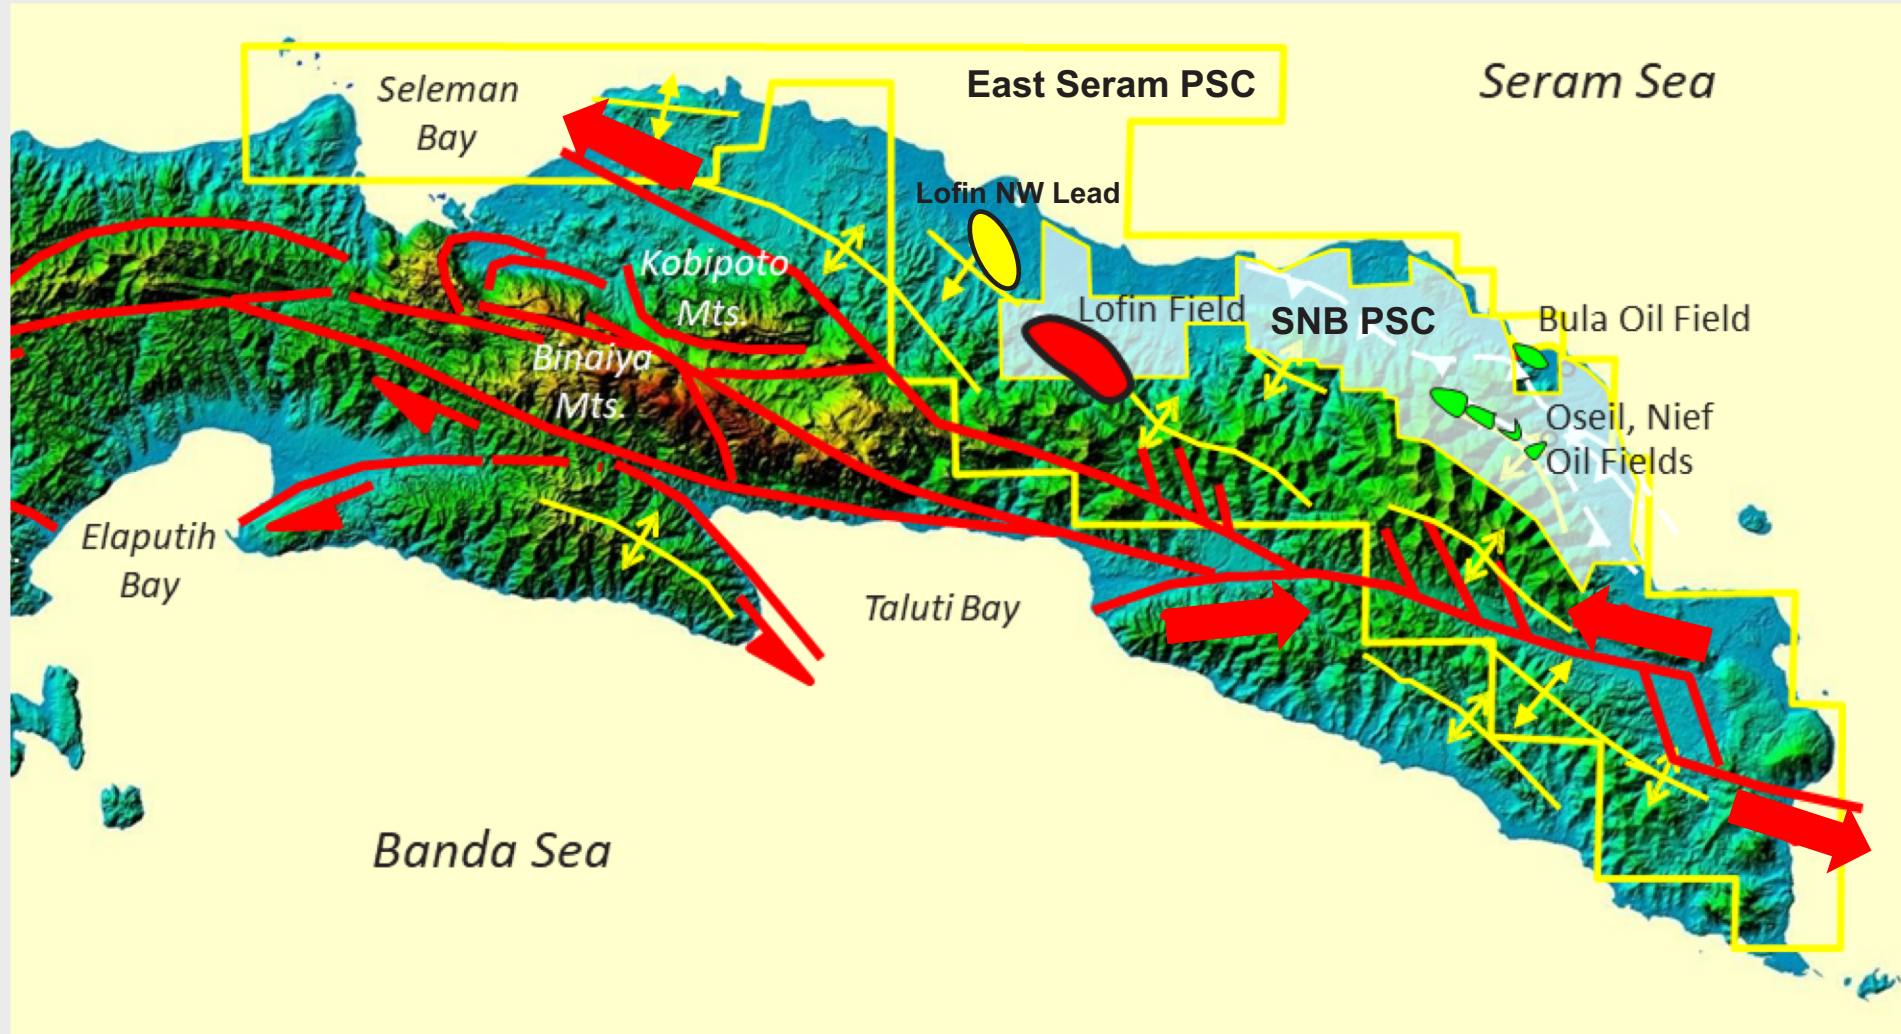 Seleman
Bay
East Seram PSC
Seram Sea
Lofin NW Lead
Kobipoto
Mts.
Lofin Field
SNB PSC
Bula Oil Field
Binaiya
Mts.
Oseil, Nief
Oil Fields
Elaputih
Bay
Taluti Bay
Banda Sea